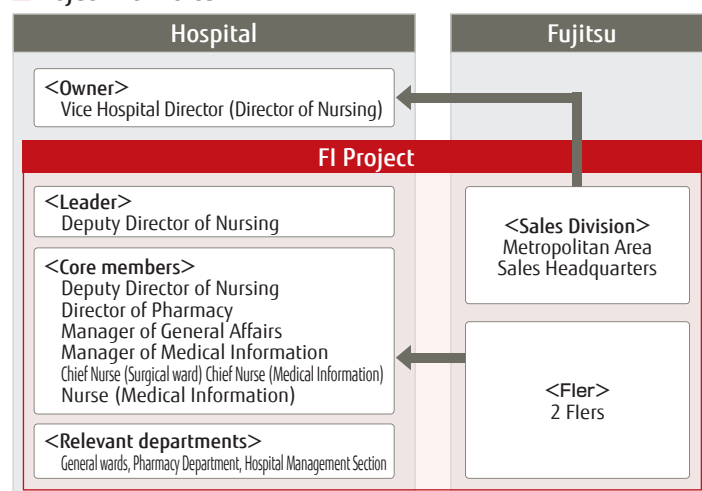 Hospital
Fujitsu
<Owner>
Vice Hospital Director (Director of Nursing)
FI Project
<Leader>
Deputy Director of Nursing
<Core members>
Deputy Director of Nursing
Director of Pharmacy
Manager of General Affairs
Manager of Medical Information
Chief Nurse (Surgical ward) Chief Nurse (Medical Information)
Nurse (Medical Information)
<Relevant departments>
General wards, Pharmacy Department, Hospital Management Section
<Sales Division>
Metropolitan Area
Sales Headquarters
<FIer>
2 FIers